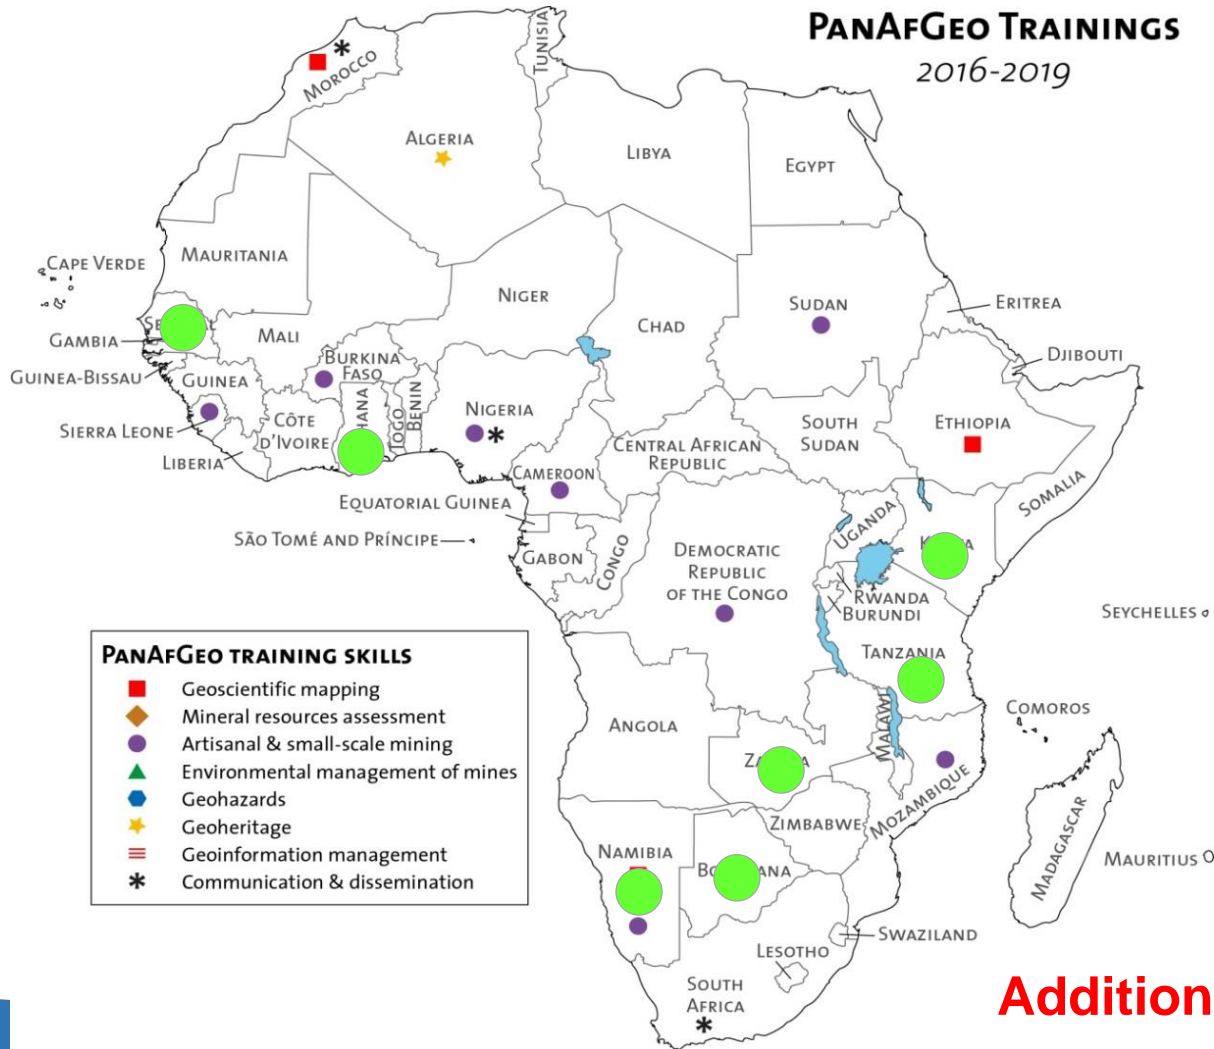 PANAFGEO TRAININGS
2016-2019
TUNISIA
MOROCCO
ALGERIA
LIBYA
EGYPT
MAURITANIA
CAPE VERDE
NIGER
SUDAN
ERITREA
CHAD
MALI
GAMBIA
DJIBOUTI
BURKINA
FASO
GUINEA-BISSAU
GUINEA
BENIN
TOGO
NIGERIA
CÔTE
D'IVOIRE
SOUTH
SUDAN
ETHIOPIA
SIERRA LEONE
CENTRAL AFRICAN
REPUBLIC
LIBERIA
CAMEROON
SOMALIA
EQUATORIAL GUINEA
UGANDA
SÃO TOMÉ AND PRÍNCIPE
GABON
CONGO
DEMOCRATIC
REPUBLIC
OF THE CONGO
RWANDA
BURUNDI
SEYCHELLES
TANZANIA
PANAFGEO TRAINING SKILLS
Geoscientific mapping
Mineral resources assessment
Artisanal & small-scale mining
Environmental management of mines
Geohazards
Geoheritage
Geoinformation management
Communication & dissemination
COMOROS
ANGOLA
MALAWI
MOZAMBIQUE
ZIMBABWE
MADAGASCAR
NAMIBIA
MAURITIUS
SWAZILAND
LESOTHO
SOUTH
AFRICA
Addition